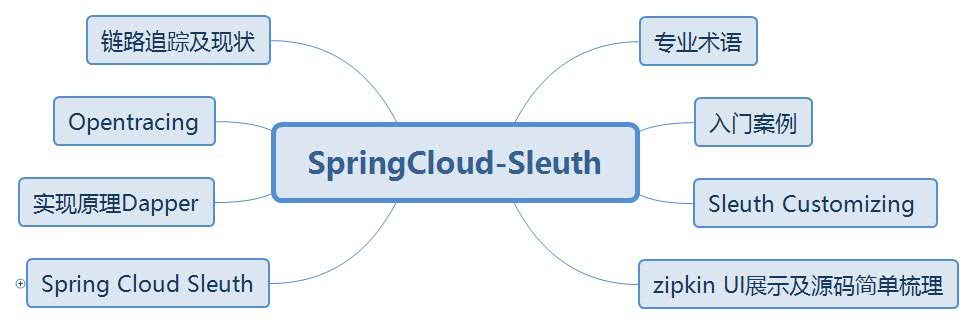 链路追踪及现状
专业术语
Opentracing
入门案例
SpringCloud-Sleuth
实现原理Dapper
Sleuth Customizing
Spring Cloud Sleuth
zipkin UI展示及源码简单梳理